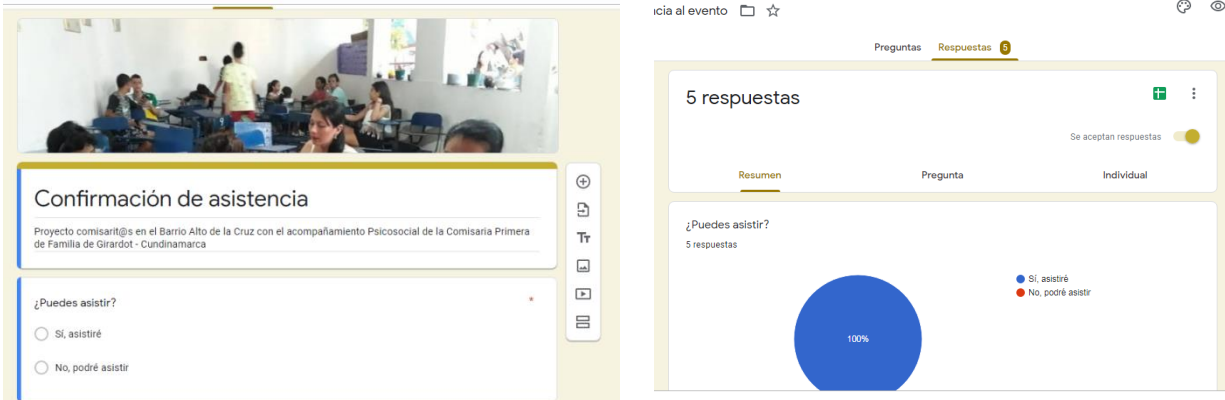 Confirmación de asistencia
Proyecto comisarit@s en el Barrio Alto de la Cruz con el acompañamiento Psicosocial de la Comisaria Primera
de Familia de Girardot - Cundinamarca
¿Puedes asistir? *
Sí, asistiré
No, podré asistir
Tт
ncia al evento
Preguntas Respuestas 5
5 respuestas
Se aceptan respuestas
Resumen Pregunta Individual
¿Puedes asistir?
5 respuestas
Sí, asistiré
No, podré asistir
100%